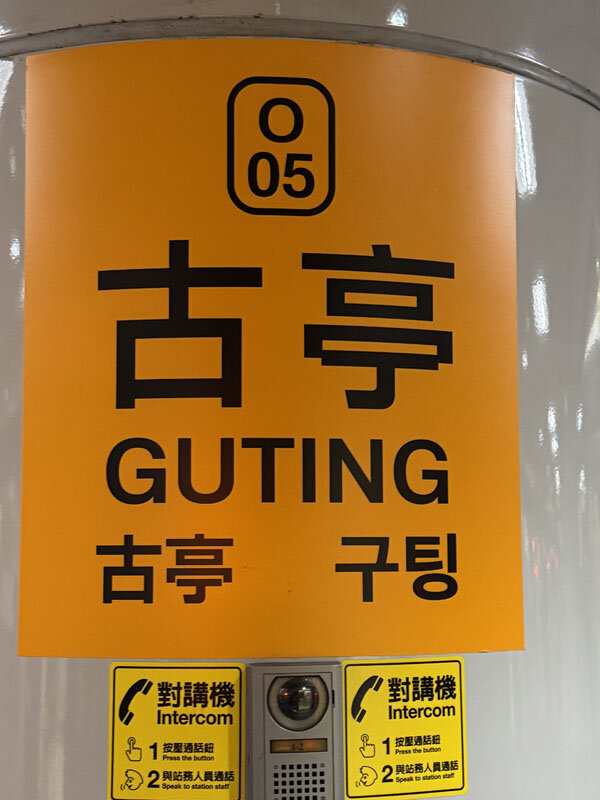 O
05
古亭
GUTING
古亭 구팅
對講機
Intercom
1 按壓通話鈕
Press the button
2 與站務人員通話
Speak to station staff
4-2
對講機
Intercom
1 按壓通話鈕
Press the button
2 與站務人員通話
Speak to station staff